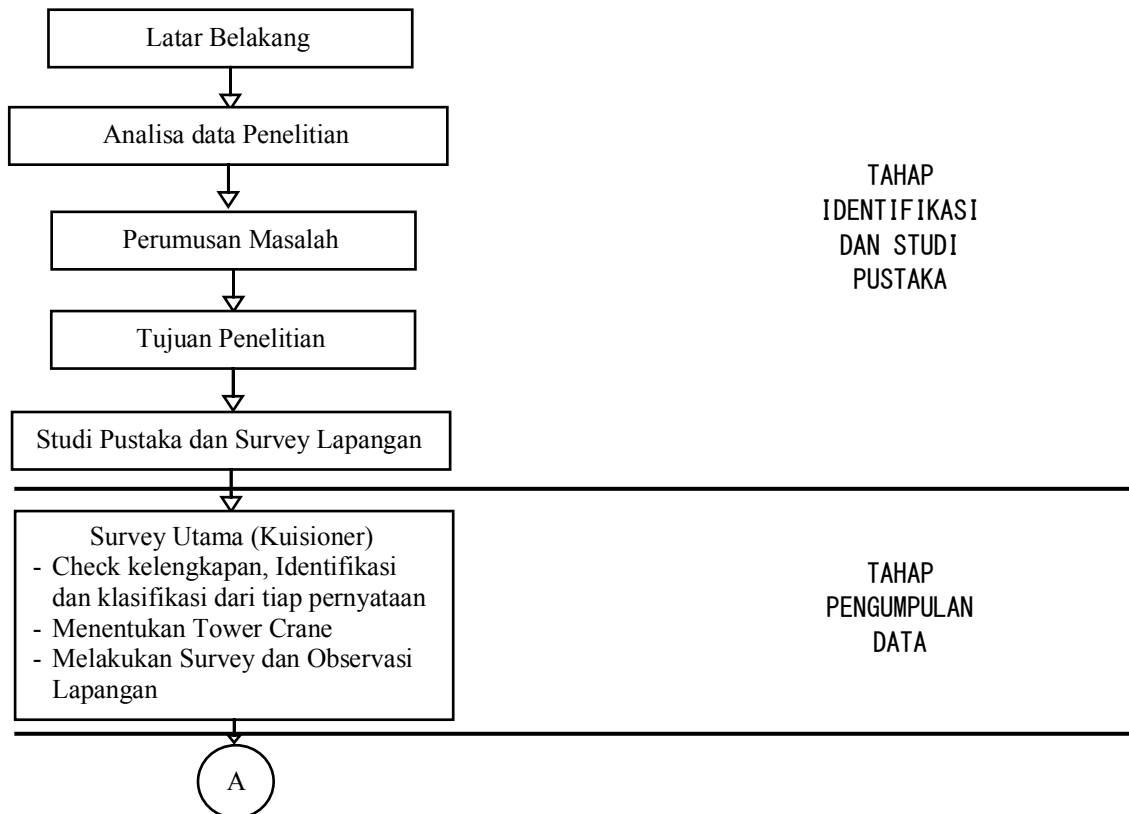 Latar Belakang
Analisa data Penelitian
Perumusan Masalah
Tujuan Penelitian
Studi Pustaka dan Survey Lapangan
TAHAP
IDENTIFIKASI
DAN STUDI
PUSTAKA
Survey Utama (Kuisioner)
- Check kelengkapan, Identifikasi
dan klasifikasi dari tiap pernyataan
- Menentukan Tower Crane
- Melakukan Survey dan Observasi
Lapangan
TAHAP
PENGUMPULAN
DATA
A